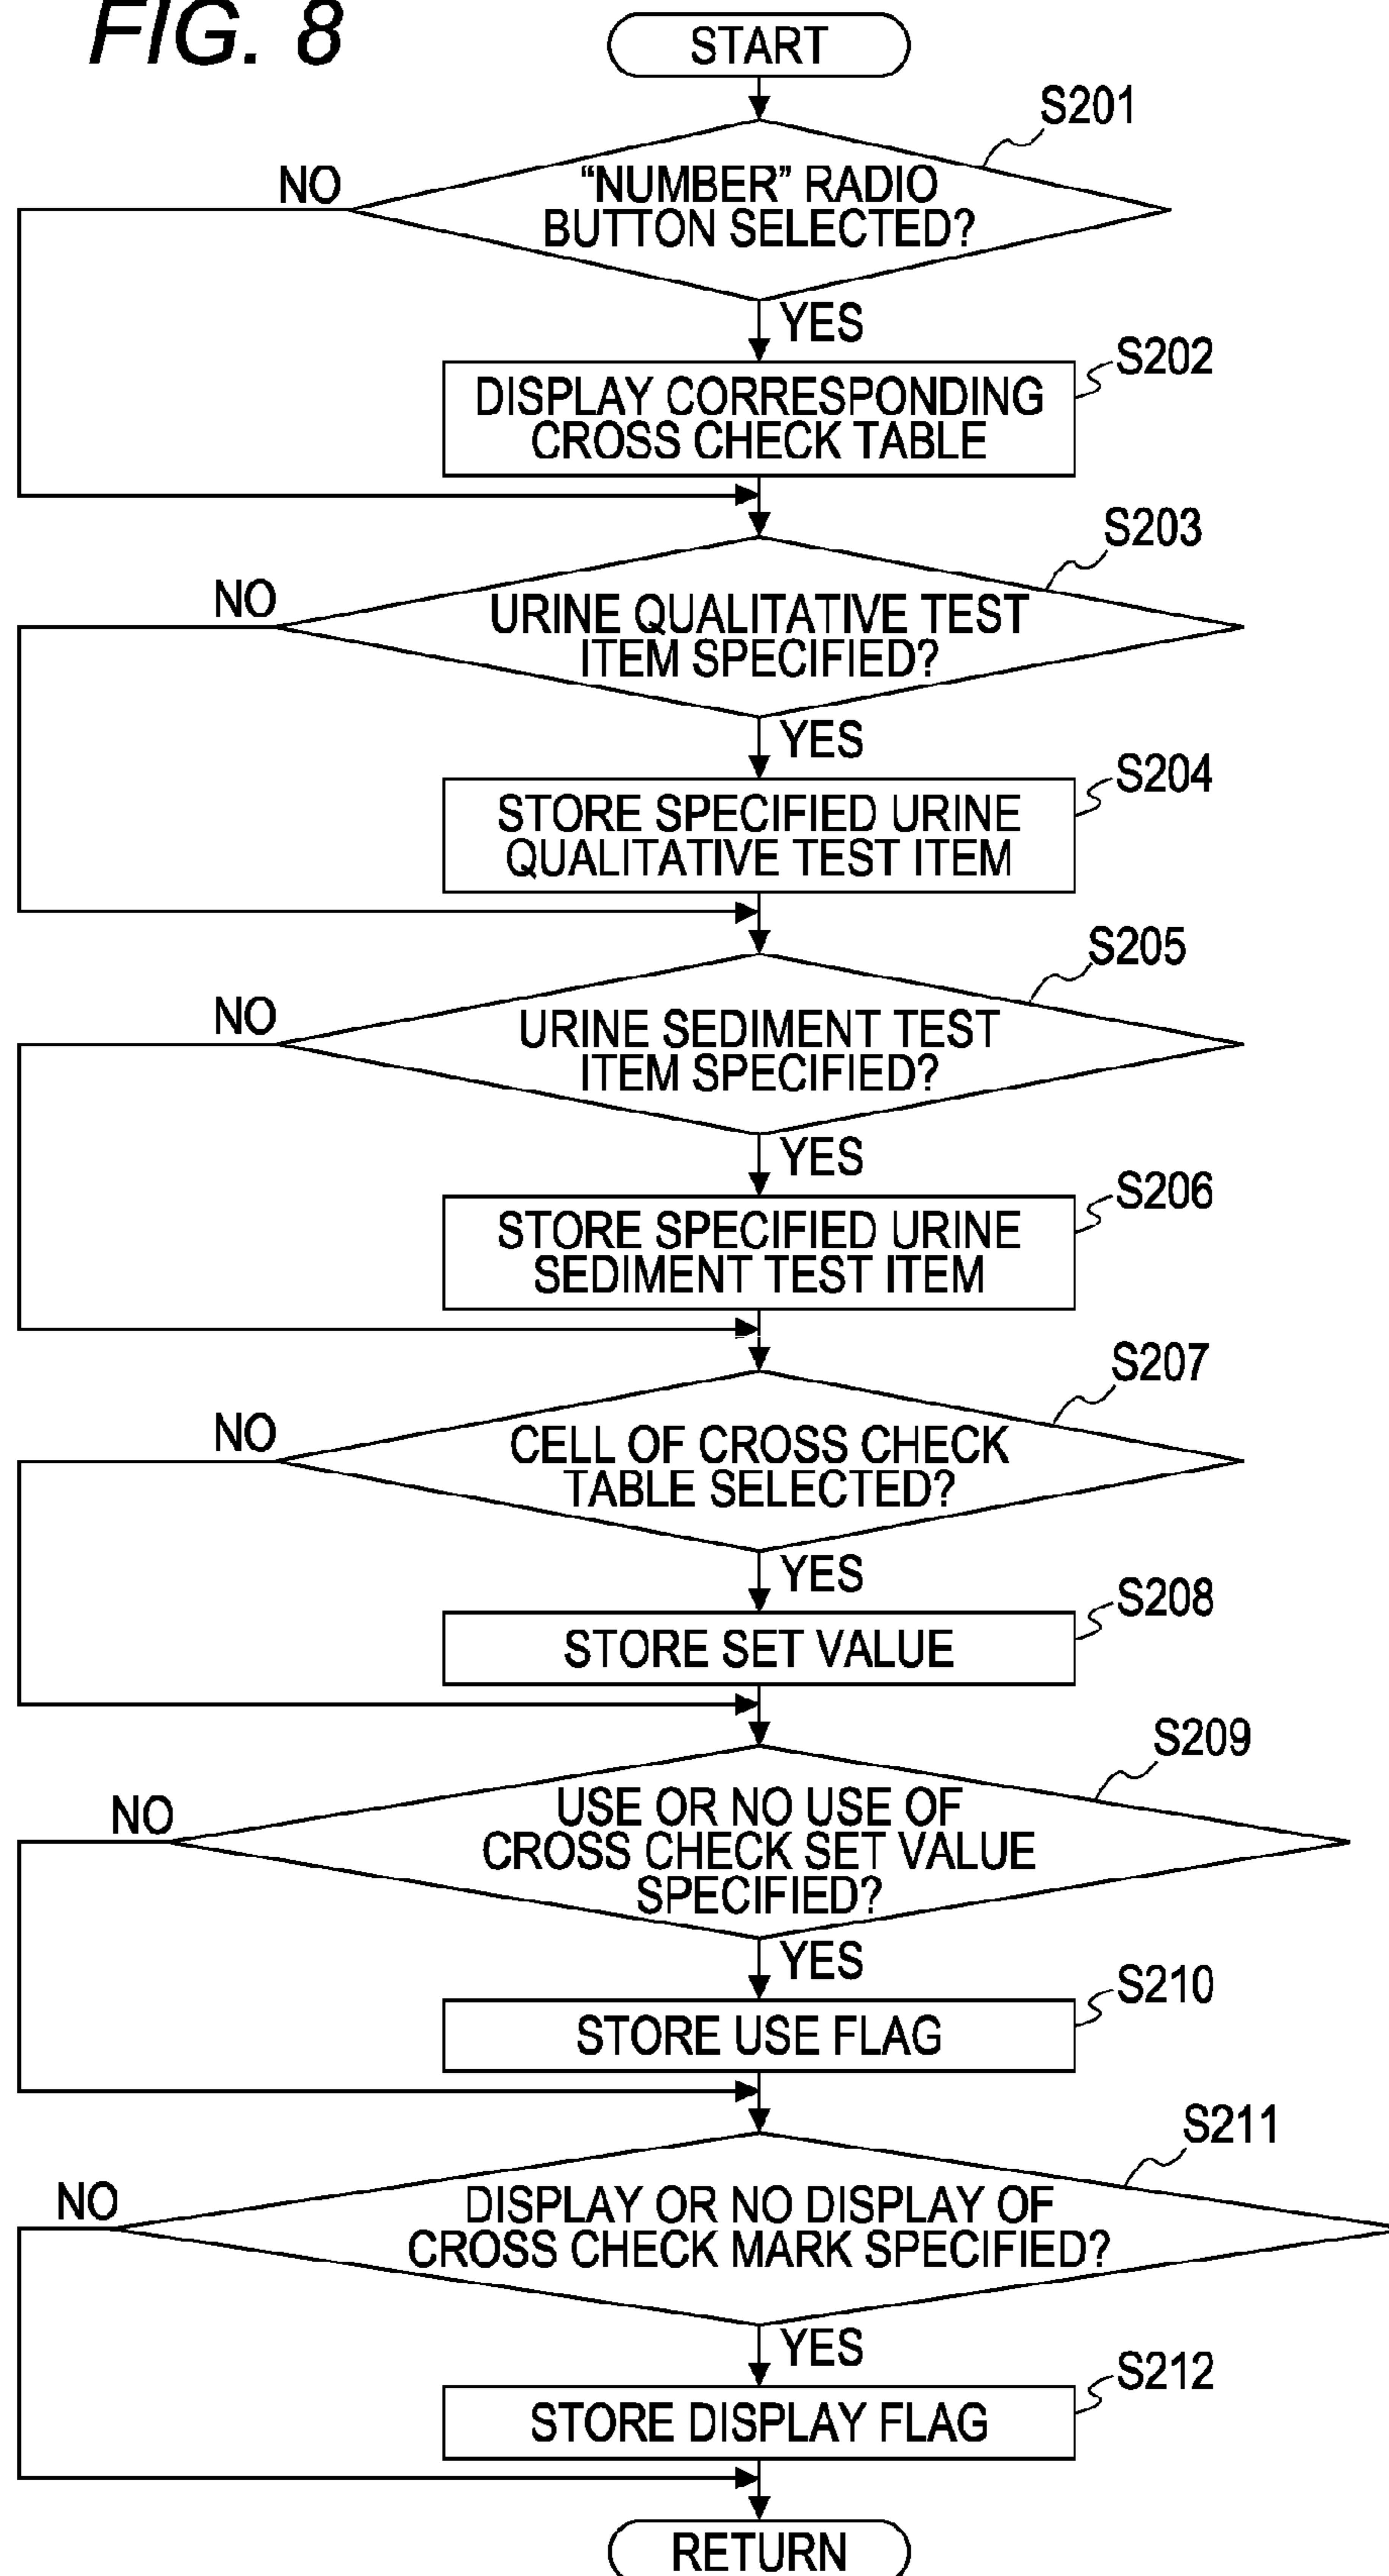 FIG. 8
START
S201
"NUMBER" RADIO
BUTTON SELECTED?
NO
YES
S202
DISPLAY CORRESPONDING
CROSS CHECK TABLE
S203
NO
URINE QUALITATIVE TEST
ITEM SPECIFIED?
YES
S204
STORE SPECIFIED URINE
QUALITATIVE TEST ITEM
S205
NO
URINE SEDIMENT TEST
ITEM SPECIFIED?
YES
S206
STORE SPECIFIED URINE
SEDIMENT TEST ITEM
S207
NO
CELL OF CROSS CHECK
TABLE SELECTED?
YES
S208
STORE SET VALUE
S209
NO
USE OR NO USE OF
CROSS CHECK SET VALUE
SPECIFIED?
YES
S210
STORE USE FLAG
S211
NO
DISPLAY OR NO DISPLAY OF
CROSS CHECK MARK SPECIFIED?
YES
S212
STORE DISPLAY FLAG
RETURN